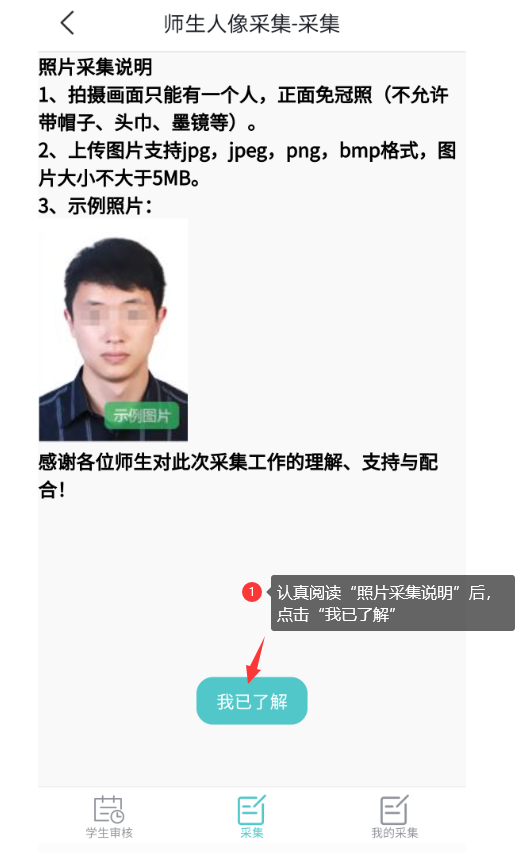 师生人像采集-采集
照片采集说明
1、拍摄画面只能有一个人，正面免冠照（不允许
带帽子、头巾、墨镜等）。
2、上传图片支持jpg，jpeg，png，bmp格式，图
片大小不大于5MB。
3、示例照片：
示例图片
感谢各位师生对此次采集工作的理解、支持与配
合！
1
认真阅读“照片采集说明”后，
点击“我已了解”
我已了解
学生审核
采集
我的采集